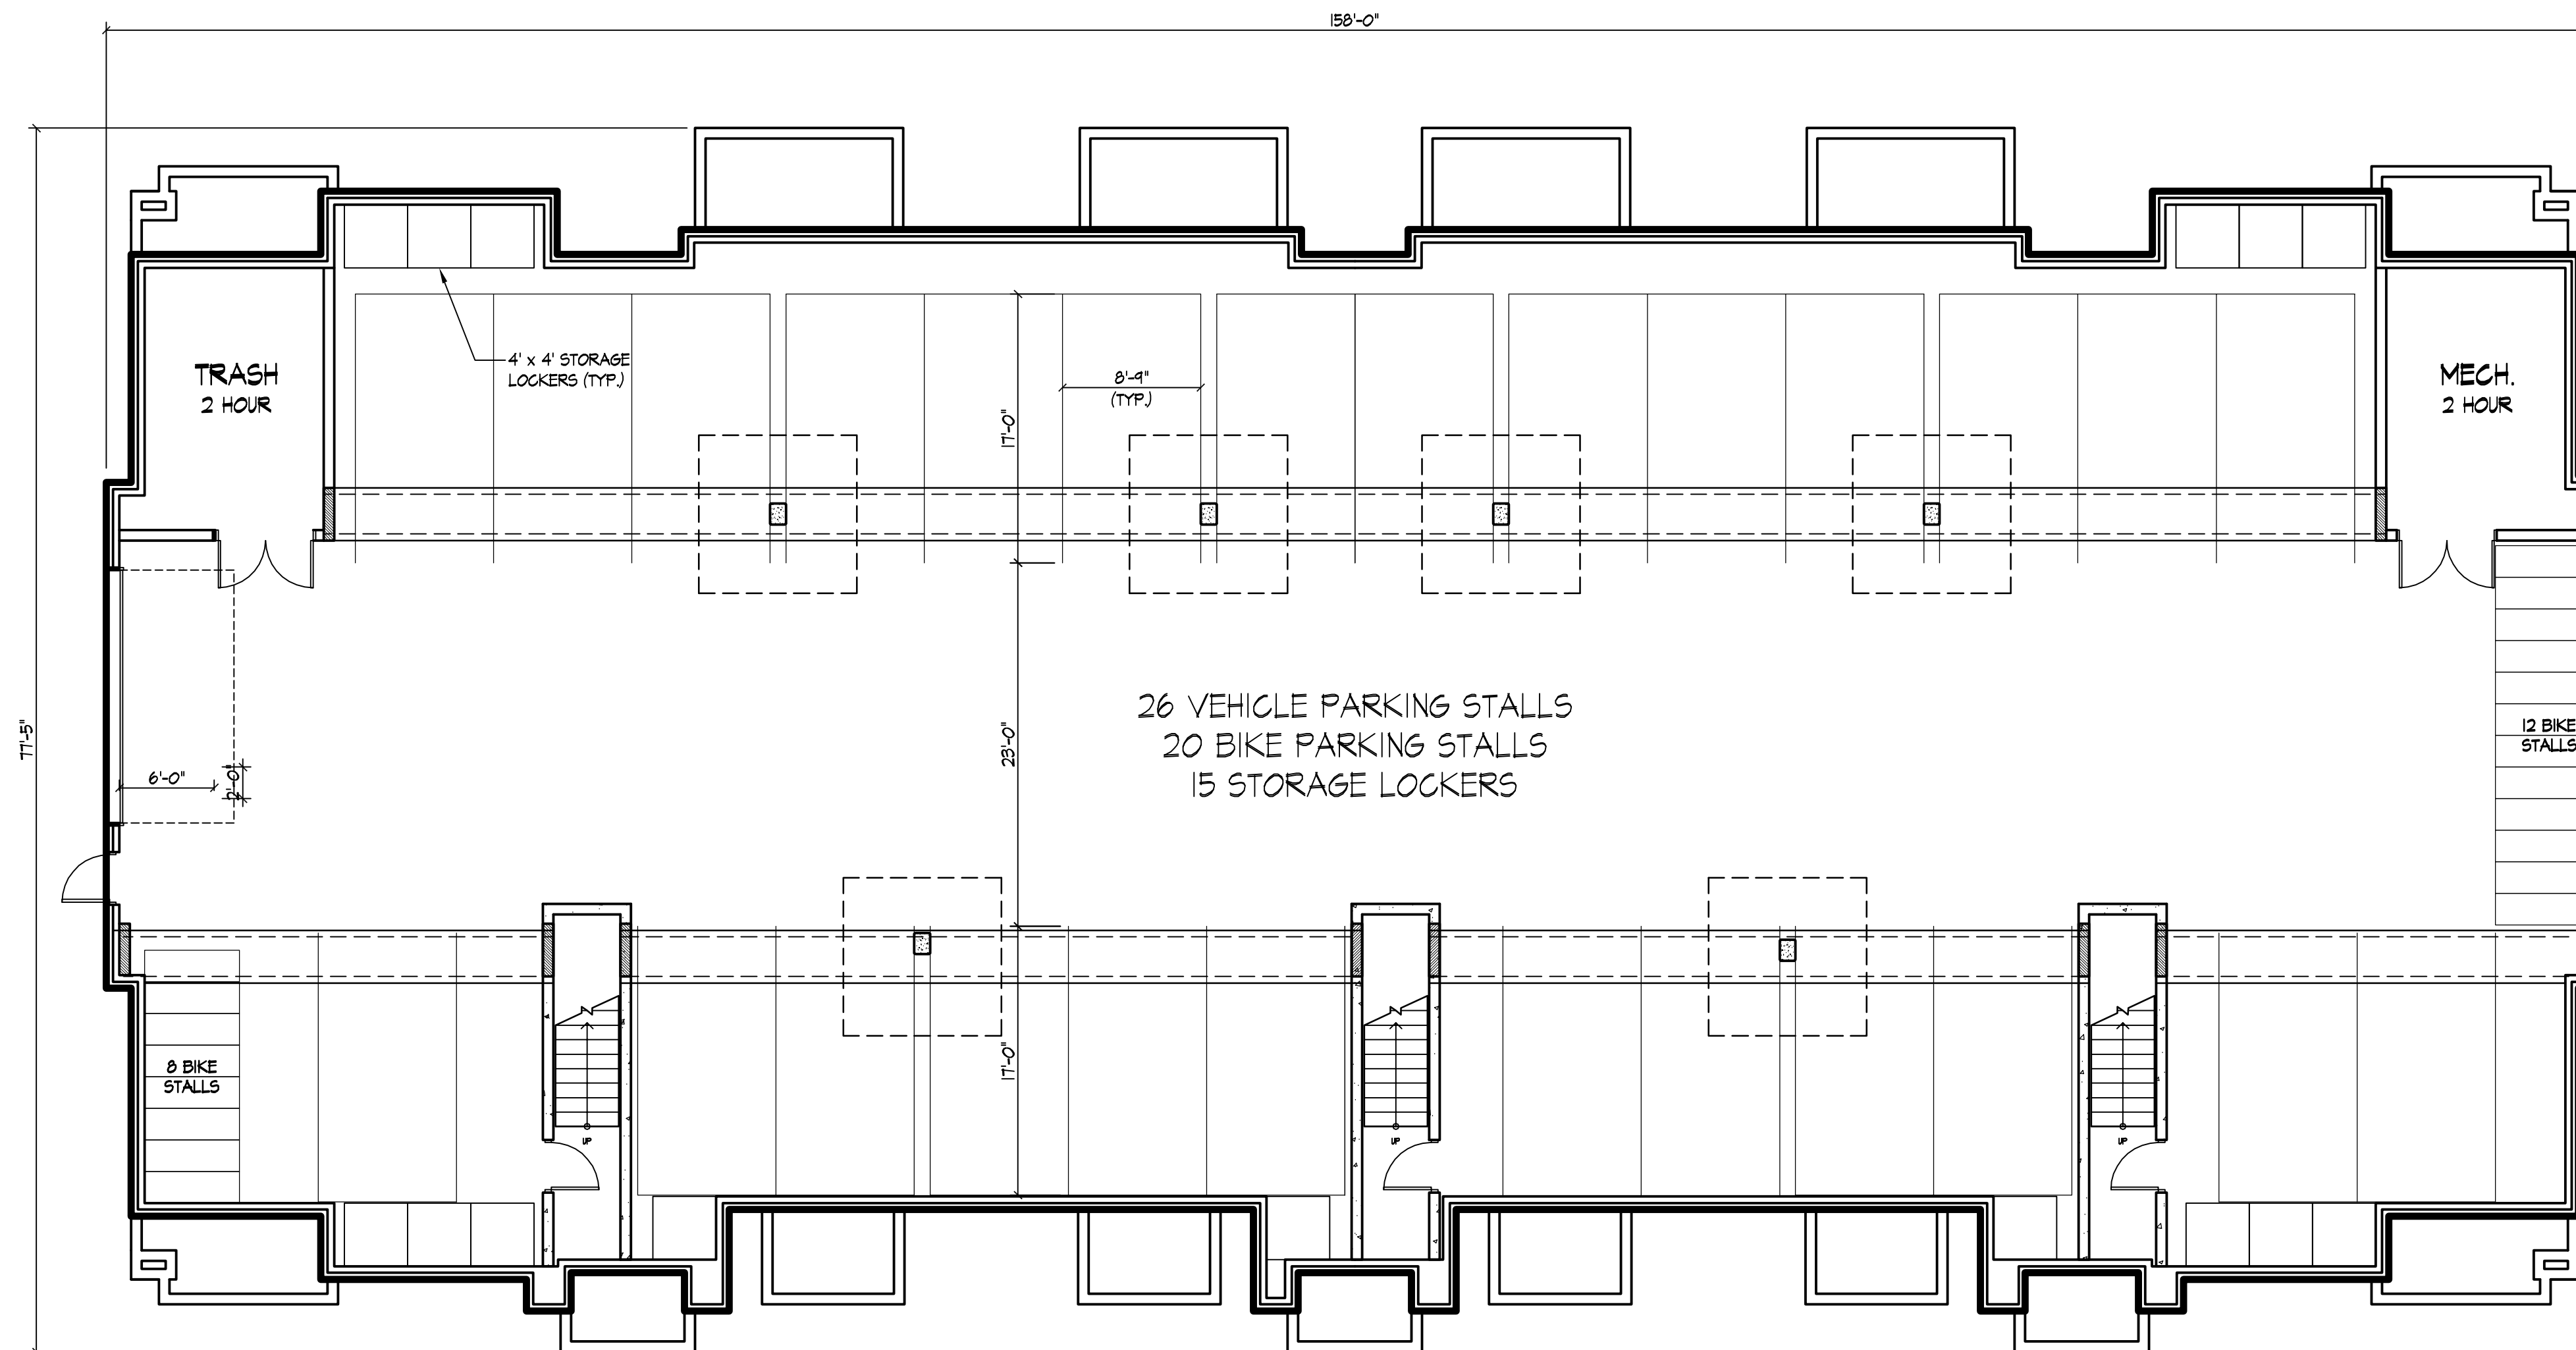 158'-0"
4' x 4' STORAGE
LOCKERS (TYP.)
TRASH
2 HOUR
8'-9"
(TYP.)
17'-0"
MECH.
2 HOUR
77'-5"
26 VEHICLE PARKING STALLS
20 BIKE PARKING STALLS
15 STORAGE LOCKERS
23'-0"
12 BIKE
STALLS
6'-0"
2'-0"
17'-0"
8 BIKE
STALLS
UP
UP
UP